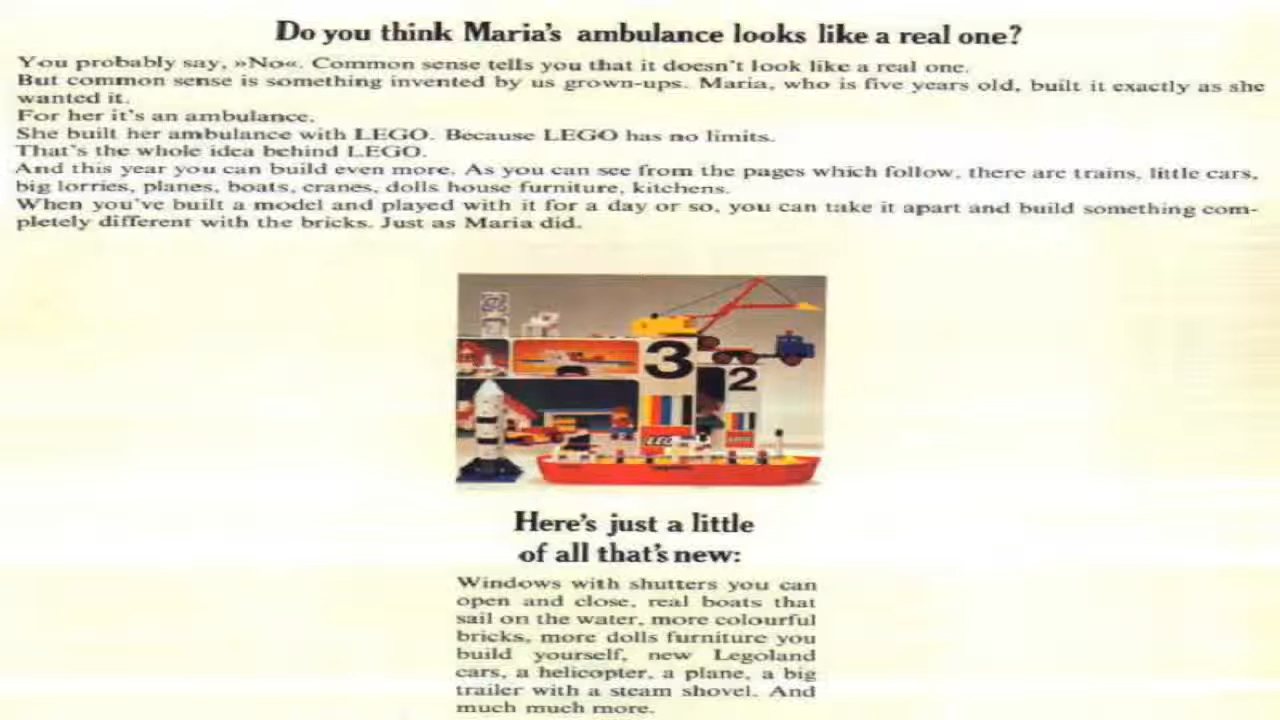 Do you think Maria's ambulance looks like a real one?
You probably say, »No«. Common sense tells you that it doesn't look like a real one.
But common sense is something invented by us grown-ups. Maria, who is five years old, built it exactly as she
wanted it.
For her it's an ambulance.
She built her ambulance with LEGO. Because LEGO has no limits.
That's the whole idea behind LEGO.
And this year you can build even more. As you can see from the pages which follow, there are trains, little cars,
big lorries, planes, boats, cranes, dolls house furniture, kitchens.
When you've built a model and played with it for a day or so, you can take it apart and build something com-
pletely different with the bricks. Just as Maria did.
3
2
LEGO
LEGO
Here's just a little
of all that's new:
Windows with shutters you can
open and close, real boats that
sail on the water, more colourful
bricks, more dolls furniture you
build yourself, new Legoland
cars, a helicopter, a plane, a big
trailer with a steam shovel. And
much much more.